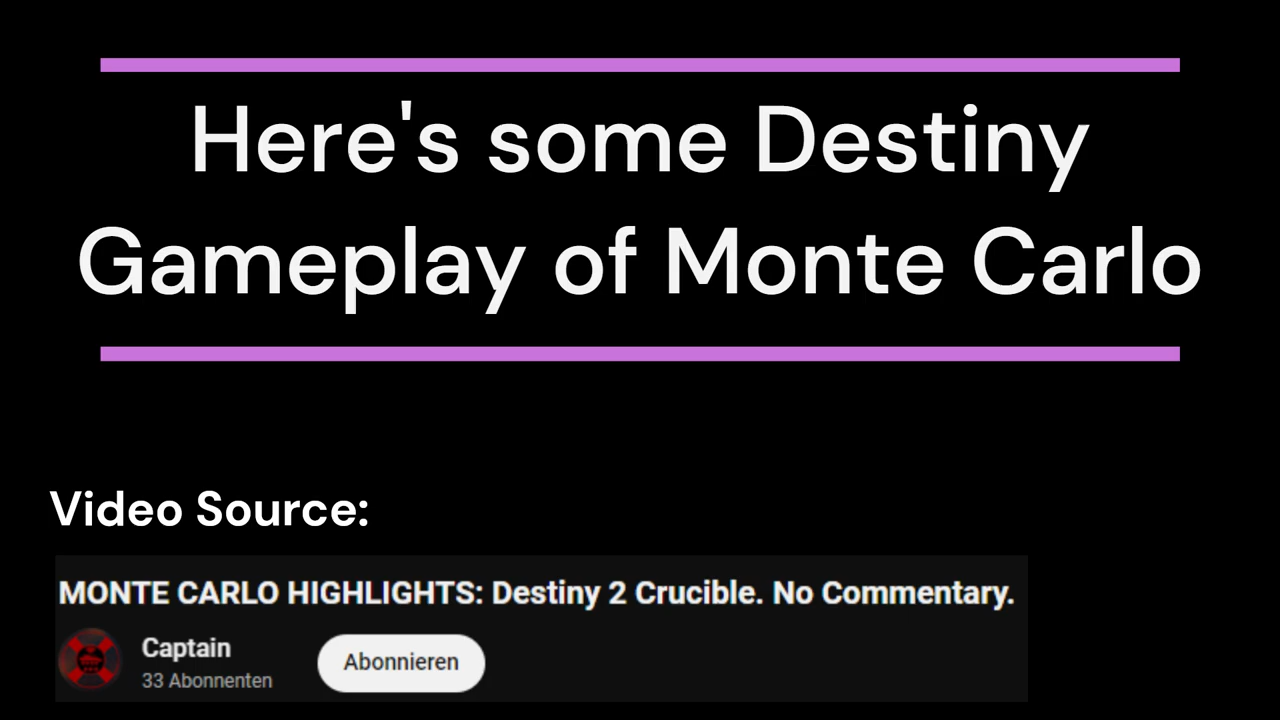 Here's some Destiny
Gameplay of Monte Carlo
Video Source:
MONTE CARLO HIGHLIGHTS: Destiny 2 Crucible. No Commentary.
Captain
33 Abonnenten
Abonnieren